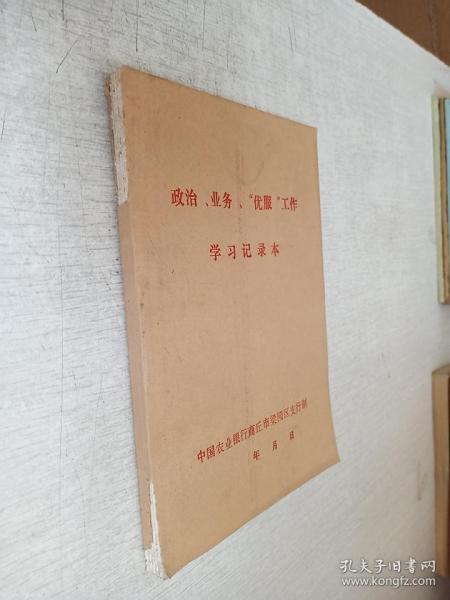 政治、业务、“优服”工作
学习记录本
中国农业银行商丘市梁园区支行制
年 月 日
孔夫子旧书网
www.kongfz.com